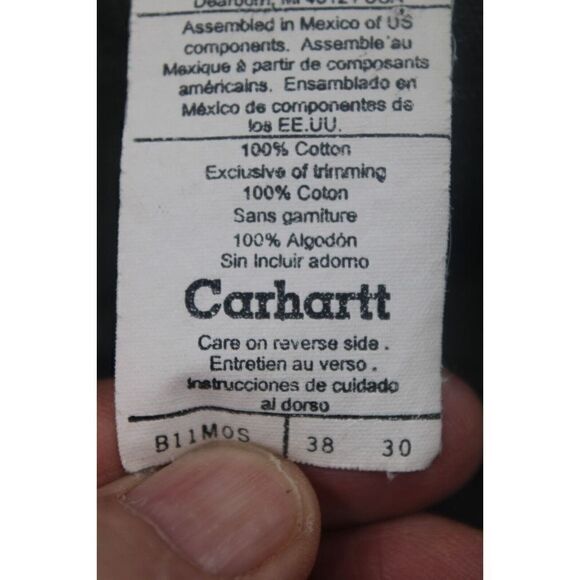 Dearborn, MI
Assembled in Mexico of US
components. Assemble'au
Mexique à partir de composants
américains. Ensamblado en
México de componentes de
los EE.UU.
100% Cotton
Exclusive of trimming
100% Coton
Sans garniture
100% Algodón
Sin Incluir adorno
Carhartt
Care on reverse side .
Entretien au verso .
Instrucciones de cuidado
al dorso
B11MOS 38 30